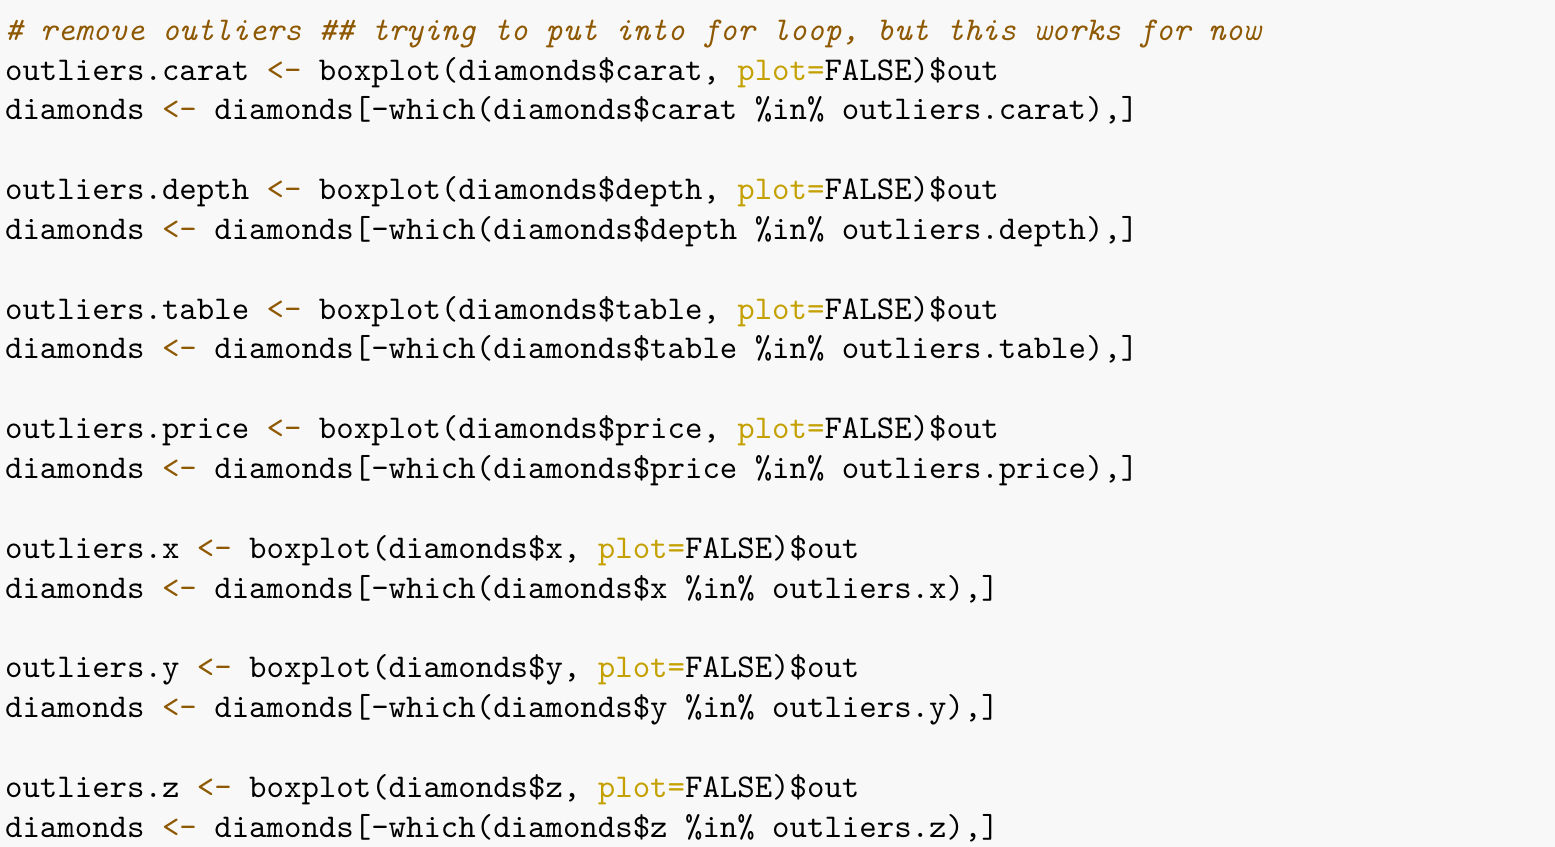 # remove outliers ## trying to put into for loop, but this works for now
outliers.carat <- boxplot(diamonds$carat, plot=FALSE)$out
diamonds <- diamonds[-which(diamonds$carat %in% outliers.carat),]
outliers.depth <- boxplot(diamonds$depth, plot=FALSE)$out
diamonds <- diamonds[-which(diamonds$depth %in% outliers.depth),]
outliers.table <- boxplot(diamonds$table, plot=FALSE)$out
diamonds <- diamonds[-which(diamonds$table %in% outliers.table),]
outliers.price <- boxplot(diamonds$price, plot=FALSE)$out
diamonds <- diamonds[-which(diamonds$price %in% outliers.price),]
outliers.x <- boxplot(diamonds$x, plot=FALSE)$out
diamonds <- diamonds[-which(diamonds$x %in% outliers.x),]
outliers.y <- boxplot(diamonds$y, plot=FALSE)$out
diamonds <- diamonds[-which(diamonds$y %in% outliers.y),]
outliers.z <- boxplot(diamonds$z, plot=FALSE)$out
diamonds <- diamonds[-which(diamonds$z %in% outliers.z),]